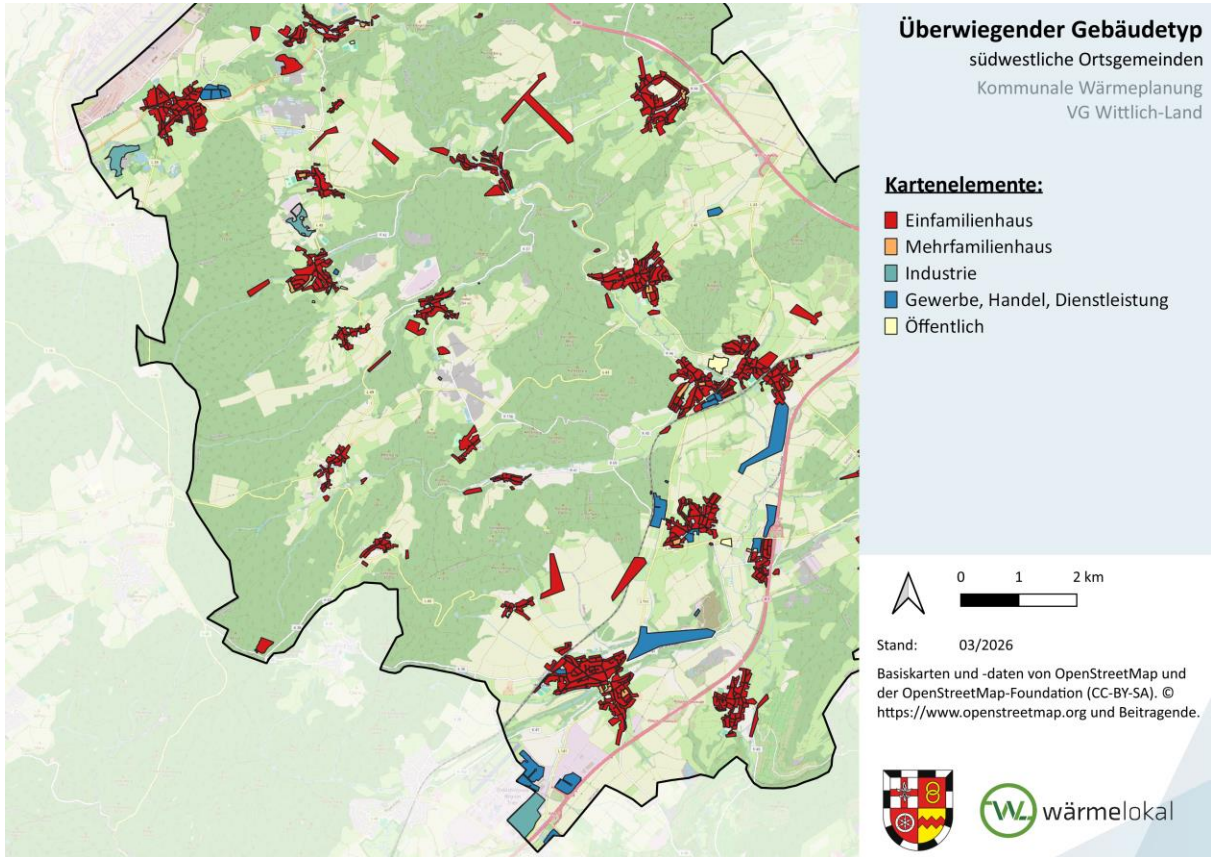 Überwiegender Gebäudetyp
südwestliche Ortsgemeinden
Kommunale Wärmeplanung
VG Wittlich-Land
Kartenelemente:
Einfamilienhaus
Mehrfamilienhaus
Industrie
Gewerbe, Handel, Dienstleistung
Öffentlich
0 1 2 km
Stand: 03/2026
Basiskarten und -daten von OpenStreetMap und
der OpenStreetMap-Foundation (CC-BY-SA). ©
https://www.openstreetmap.org und Beitragende.
wärmelokal